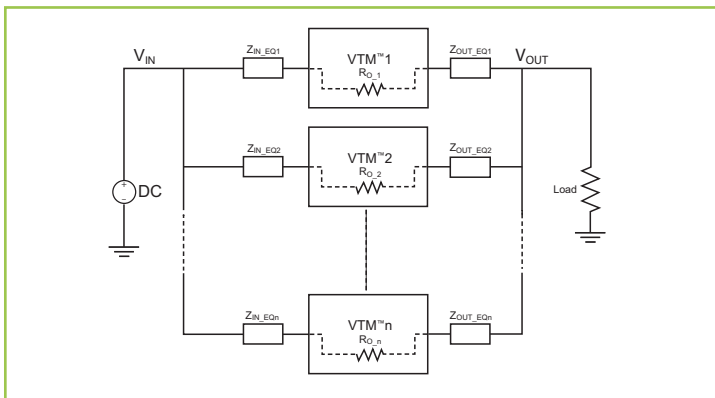 V_IN
Z_IN_EQ1
VTM™1
R_O_1
Z_OUT_EQ1
V_OUT
Z_IN_EQ2
VTM™2
R_O_2
Z_OUT_EQ2
+
−
DC
Load
Z_IN_EQn
VTM™n
R_O_n
Z_OUT_EQn